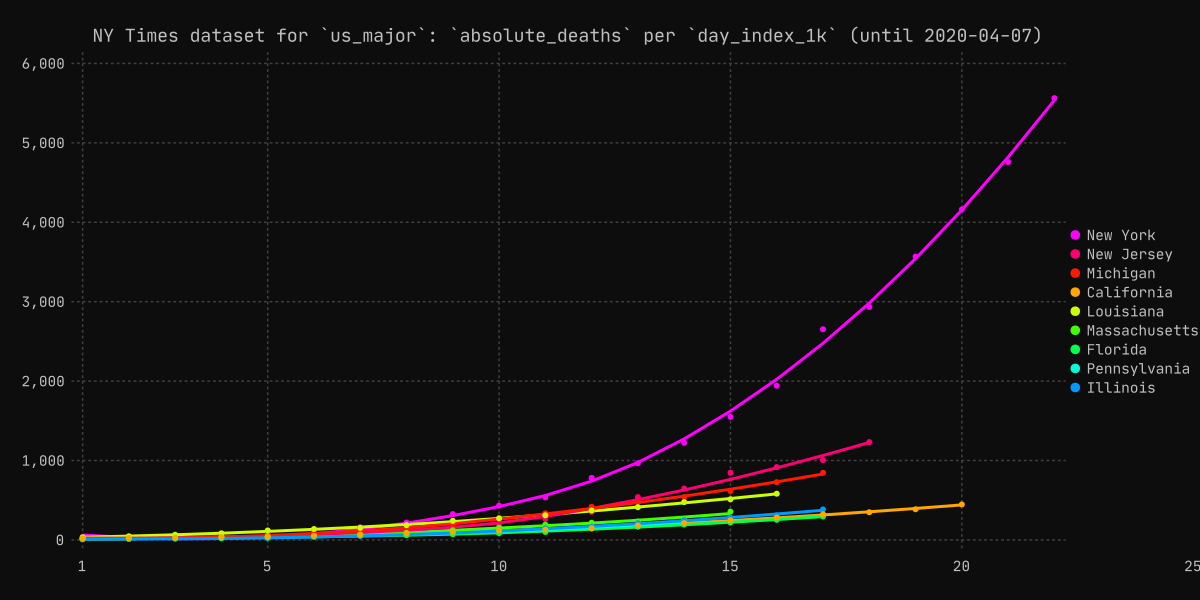 NY Times dataset for `us_major`: `absolute_deaths` per `day_index_1k` (until 2020-04-07)
6,000
5,000
4,000
3,000
2,000
1,000
0
1 5 10 15 20 25
New York
New Jersey
Michigan
California
Louisiana
Massachusetts
Florida
Pennsylvania
Illinois